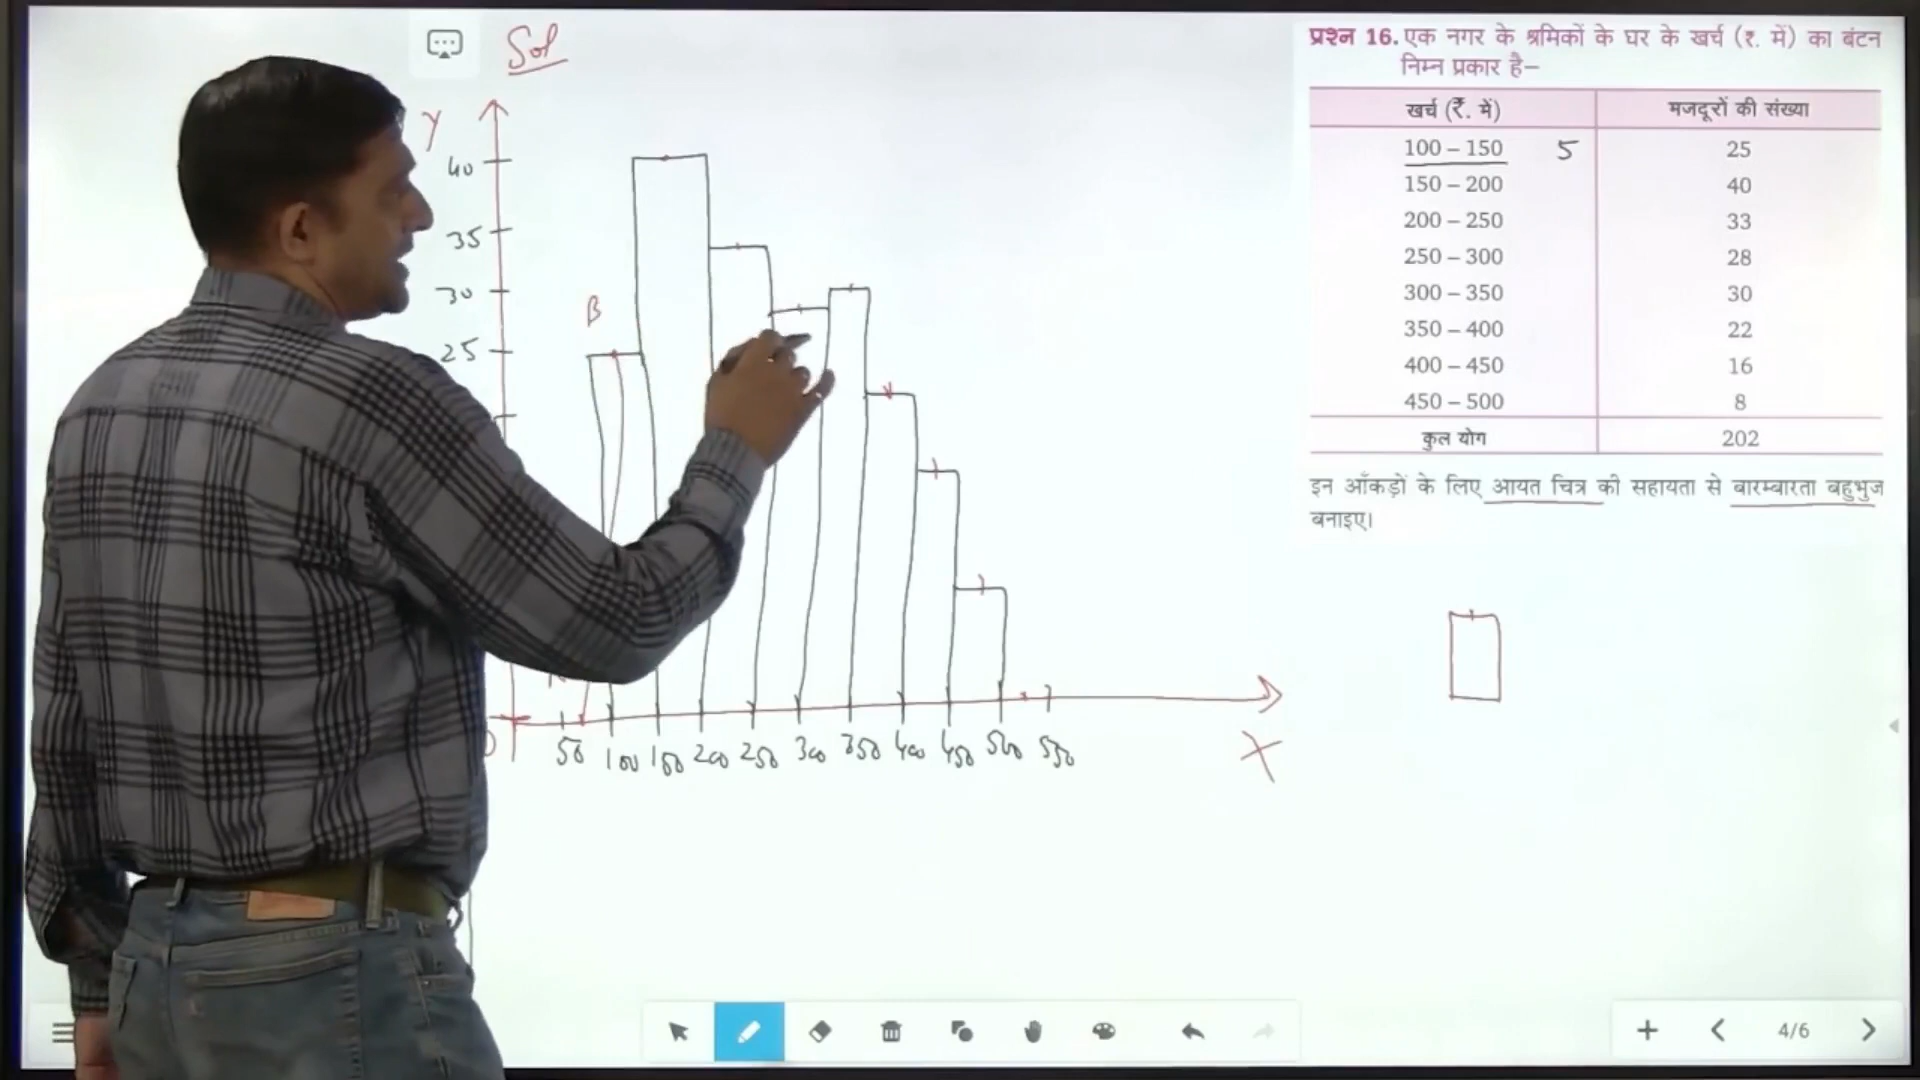 Sol
प्रश्न 16. एक नगर के श्रमिकों के घर के खर्च (रु. में) का बंटन
निम्न प्रकार है–
खर्च (₹. में) मजदूरों की संख्या
100 – 150 5 25
150 – 200 40
200 – 250 33
250 – 300 28
300 – 350 30
350 – 400 22
400 – 450 16
450 – 500 8
कुल योग 202
इन आँकड़ों के लिए आयत चित्र की सहायता से बारम्बारता बहुभुज
बनाइए।
Y
40
35
30
B
25
50 100 150 200 250 300 350 400 450 500 550
X
4/6